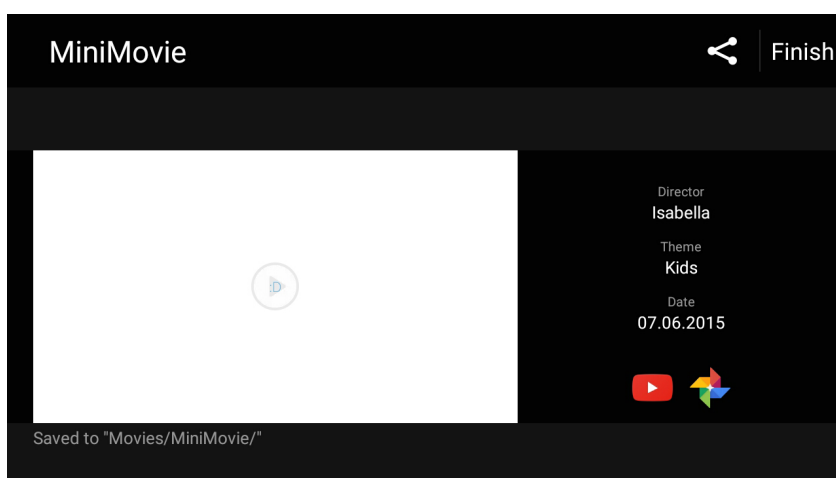 MiniMovie
Finish
:D
Director
Isabella
Theme
Kids
Date
07.06.2015
Saved to "Movies/MiniMovie/"